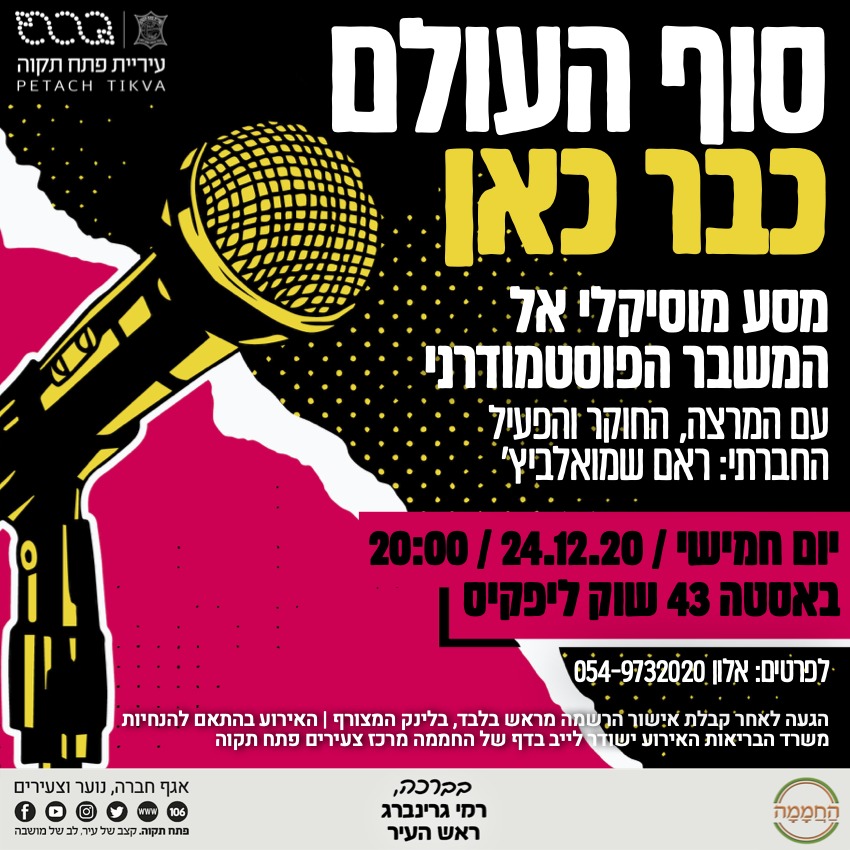 עיריית פתח תקוה
PETACH TIKVA
סוף העולם
כבר כאן
מסע מוסיקלי אל
המשבר הפוסטמודרני
עם המרצה, החוקר והפעיל
החברתי: ראם שמואלביץ'
יום חמישי / 24.12.20 / 20:00
באסטה 43 שוק ליפקיס
לפרטים: אלון 054-9732020
הגעה לאחר קבלת אישור הרשמה מראש בלבד, בלינק המצורף | האירוע בהתאם להנחיות
משרד הבריאות האירוע ישודר לייב בדף של החממה מרכז צעירים פתח תקוה
אגף חברה, נוער וצעירים
www 106
פתח תקוה. קצב של עיר. לב של מושבה
בברכה,
רמי גרינברג
ראש העיר
הַחֲמָמָה